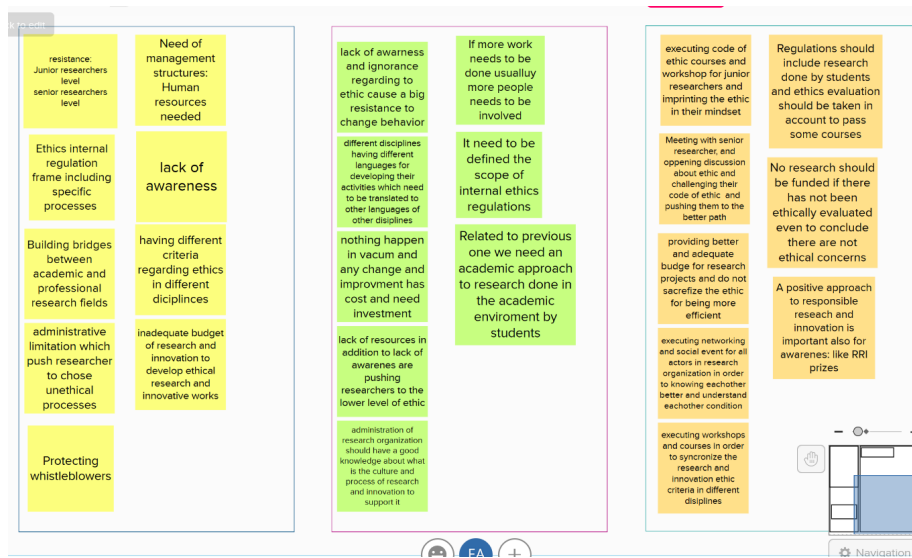 k to edit
resistance:
Junior researchers
level
senior researchers
level
Need of
management
structures:
Human
resources
needed
Ethics internal
regulation
frame including
specific
processes
lack of
awareness
Building bridges
between
academic and
professional
research fields
having different
criteria
regarding ethics
in different
diciplinces
administrative
limitation which
push researcher
to chose
unethical
processes
inadequate budget
of research and
innovation to
develop ethical
research and
innovative works
Protecting
whistleblowers
lack of awarness
and ignorance
regarding to
ethic cause a big
resistance to
change behavior
If more work
needs to be
done usualluy
more people
needs to be
involved
different disciplines
having different
languages for
developing their
activities which need
to be translated to
other languages of
other disiplines
It need to be
defined the
scope of
internal ethics
regulations
nothing happen
in vacum and
any change and
improvment has
cost and need
investment
Related to previous
one we need an
academic approach
to research done in
the academic
enviroment by
students
lack of resources in
addition to lack of
awarenes are
pushing
researchers to the
lower level of ethic
administration of
research organization
should have a good
knowledge about what
is the culture and
process of research
and innovation to
support it
executing code of
ethic courses and
workshop for junior
researchers and
imprinting the ethic
in their mindset
Regulations should
include research
done by students
and ethics evaluation
should be taken in
account to pass
some courses
Meeting with senior
researcher, and
oppening discussion
about ethic and
challenging their
code of ethic and
pushing them to the
better path
No research should
be funded if there
has not been
ethically evaluated
even to conclude
there are not
ethical concerns
providing better
and adequate
budge for research
projects and do not
sacrefize the ethic
for being more
efficient
A positive approach
to responsible
reseach and
innovation is
important also for
awarenes: like RRI
prizes
executing networking
and social event for all
actors in research
organization in order
to knowing eachother
better and understand
eachother condition
executing workshops
and courses in order
to syncronize the
research and
innovation ethic
criteria in different
disiplines
EA
Navigation